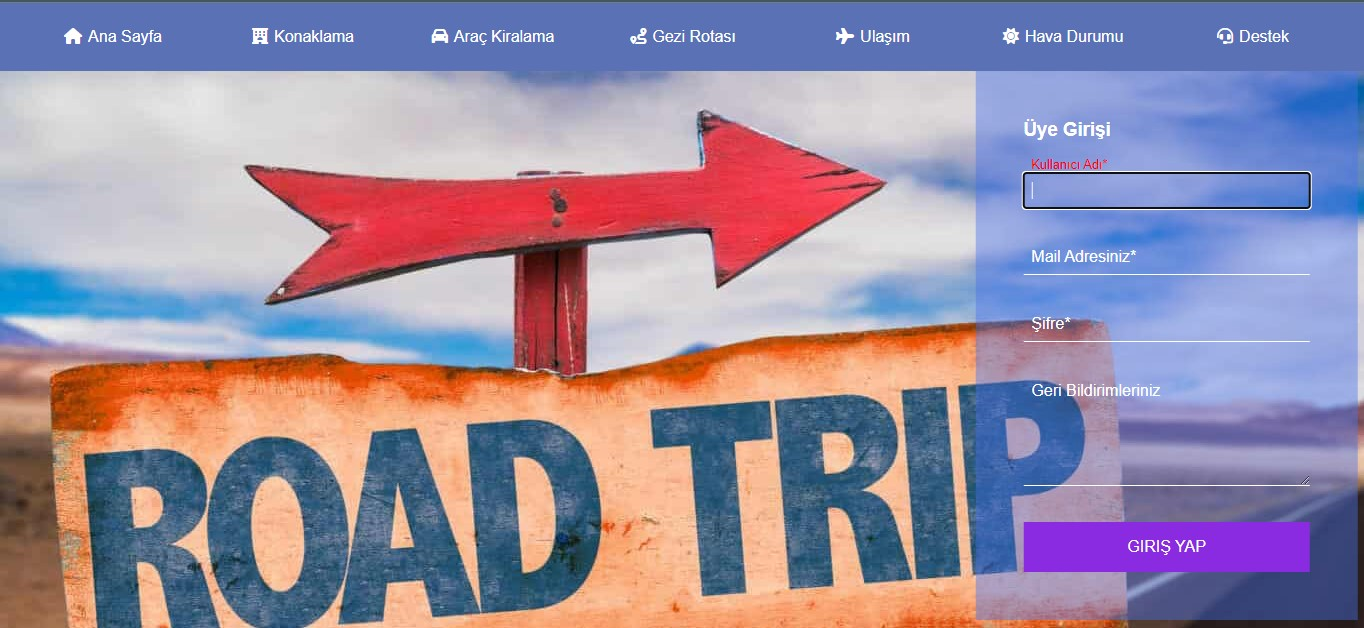 Ana Sayfa
Konaklama
Araç Kiralama
Gezi Rotası
Ulaşım
Hava Durumu
Destek
Üye Girişi
Kullanıcı Adı*
Mail Adresiniz*
Şifre*
Geri Bildirimleriniz
GIRIŞ YAP
ROAD TRIP